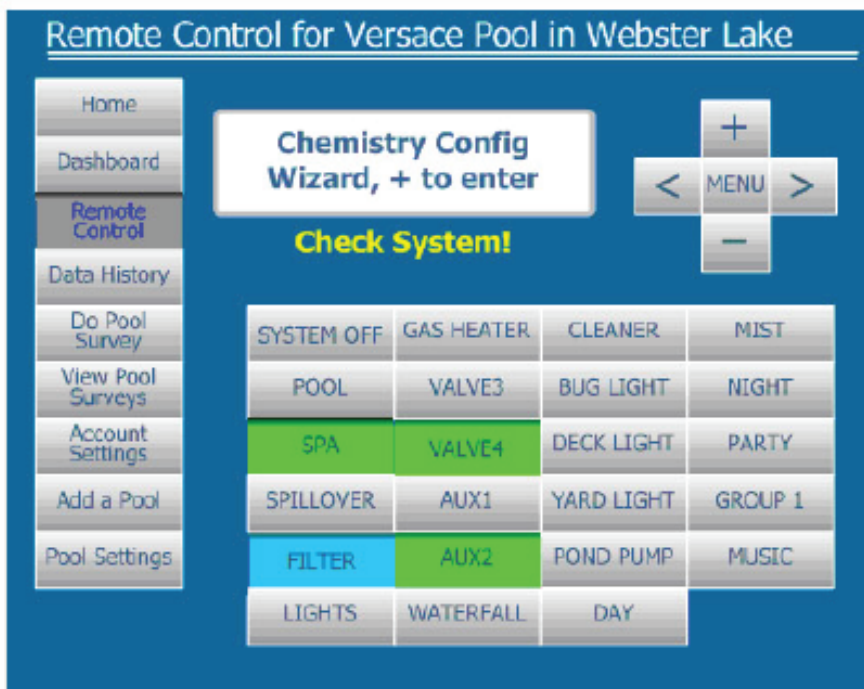 Remote Control for Versace Pool in Webster Lake
Home
Dashboard
Remote
Control
Data History
Do Pool
Survey
View Pool
Surveys
Account
Settings
Add a Pool
Pool Settings
Chemistry Config
Wizard, + to enter
Check System!
+
< MENU >
−
SYSTEM OFF GAS HEATER CLEANER MIST
POOL VALVE3 BUG LIGHT NIGHT
SPA VALVE4 DECK LIGHT PARTY
SPILLOVER AUX1 YARD LIGHT GROUP 1
FILTER AUX2 POND PUMP MUSIC
LIGHTS WATERFALL DAY